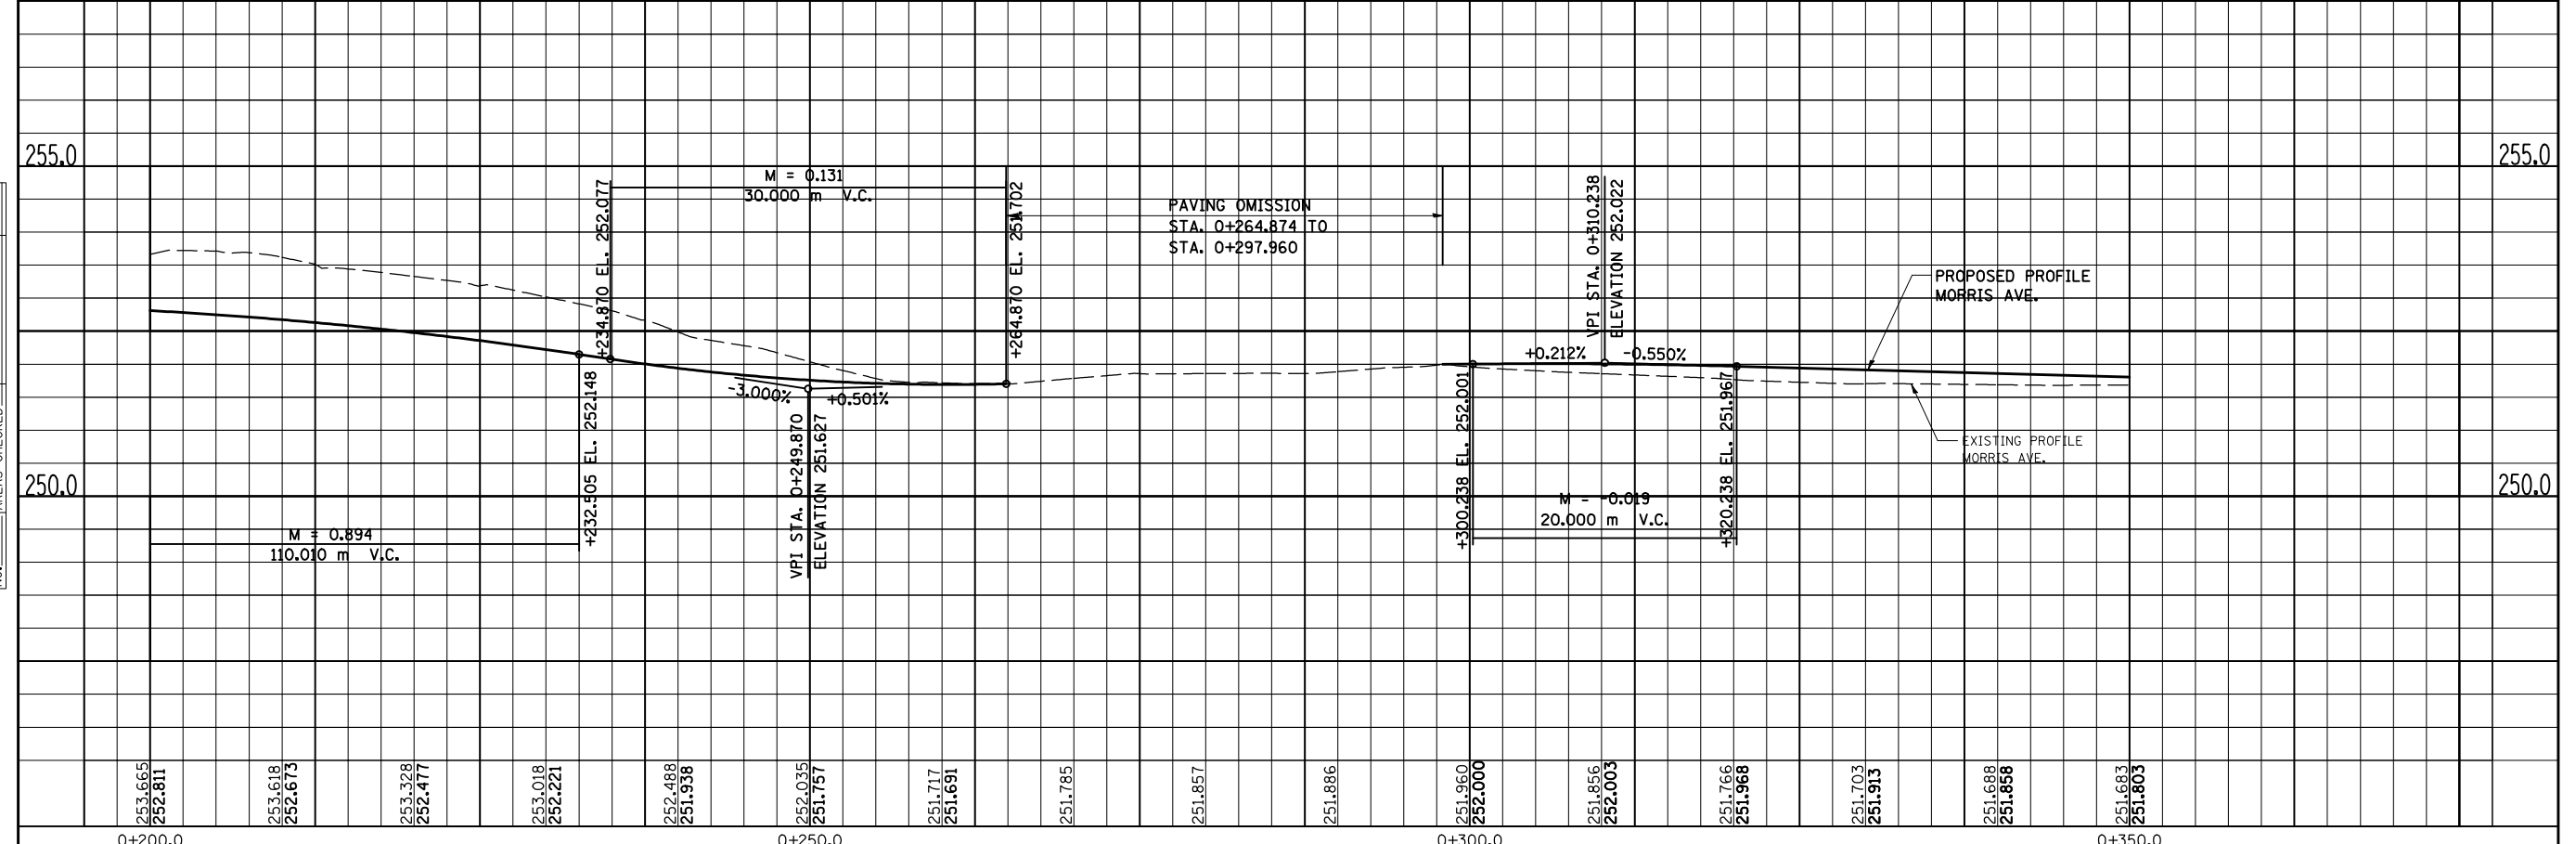 255.0
255.0
M = 0.131
30.000 m V.C.
+234.870 EL. 252.077
+264.870 EL. 251.702
PAVING OMISSION
STA. 0+264.874 TO
STA. 0+297.960
VPI STA. 0+310.238
ELEVATION 252.022
PROPOSED PROFILE
MORRIS AVE.
+0.212%
-0.550%
-3.000%
+0.501%
+232.505 EL. 252.148
VPI STA. 0+249.870
ELEVATION 251.627
+300.238 EL. 252.001
+320.238 EL. 251.967
EXISTING PROFILE
MORRIS AVE.
250.0
250.0
M = -0.019
20.000 m V.C.
M = 0.894
110.010 m V.C.
253.665
252.811
253.618
252.673
253.328
252.477
253.018
252.221
252.488
251.938
252.035
251.757
251.717
251.691
251.785
251.857
251.886
251.960
252.000
251.856
252.003
251.766
251.968
251.703
251.913
251.688
251.858
251.683
251.803
0+200.0
0+250.0
0+300.0
0+350.0